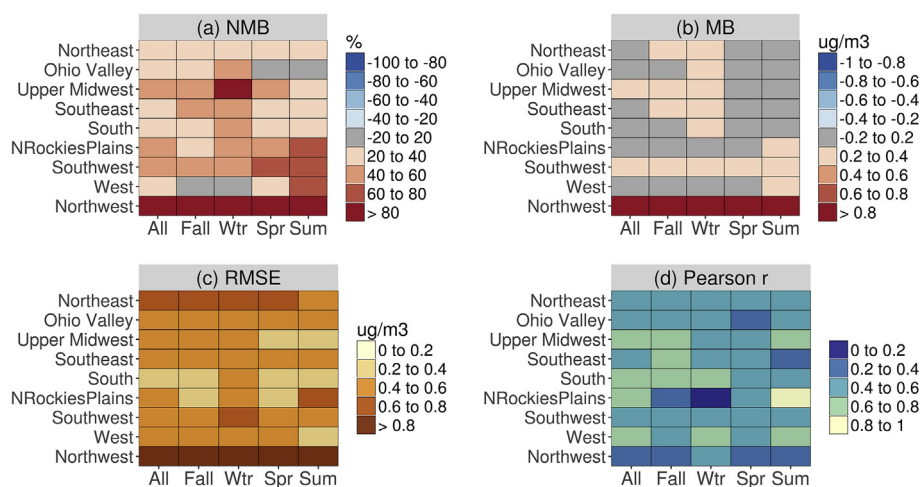 (a) NMB
Northeast
Ohio Valley
Upper Midwest
Southeast
South
NRockiesPlains
Southwest
West
Northwest
All Fall Wtr Spr Sum
%
-100 to -80
-80 to -60
-60 to -40
-40 to -20
-20 to 20
20 to 40
40 to 60
60 to 80
> 80
(b) MB
Northeast
Ohio Valley
Upper Midwest
Southeast
South
NRockiesPlains
Southwest
West
Northwest
All Fall Wtr Spr Sum
ug/m3
-1 to -0.8
-0.8 to -0.6
-0.6 to -0.4
-0.4 to -0.2
-0.2 to 0.2
0.2 to 0.4
0.4 to 0.6
0.6 to 0.8
> 0.8
(c) RMSE
Northeast
Ohio Valley
Upper Midwest
Southeast
South
NRockiesPlains
Southwest
West
Northwest
All Fall Wtr Spr Sum
ug/m3
0 to 0.2
0.2 to 0.4
0.4 to 0.6
0.6 to 0.8
> 0.8
(d) Pearson r
Northeast
Ohio Valley
Upper Midwest
Southeast
South
NRockiesPlains
Southwest
West
Northwest
All Fall Wtr Spr Sum
0 to 0.2
0.2 to 0.4
0.4 to 0.6
0.6 to 0.8
0.8 to 1